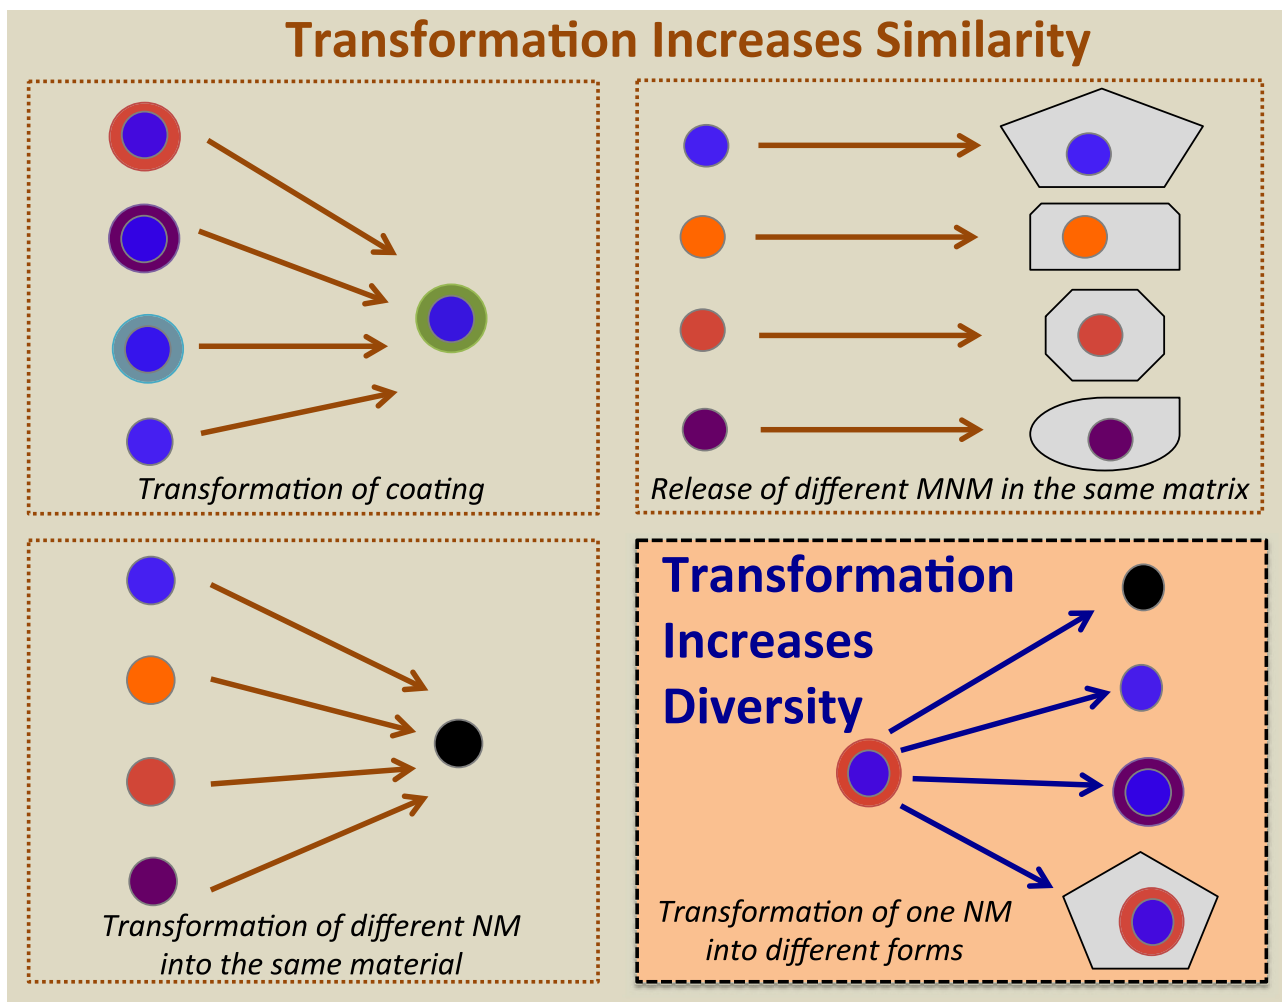 Transformation Increases Similarity
Transformation of coating
Release of different MNM in the same matrix
Transformation of different NM
into the same material
Transformation
Increases
Diversity
Transformation of one NM
into different forms